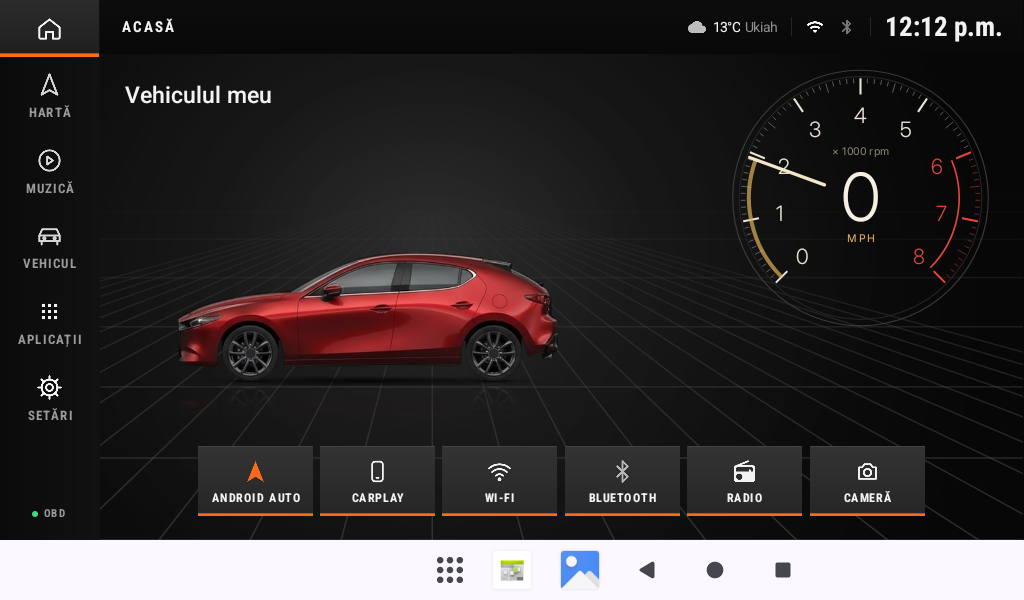 ACASĂ
13°C Ukiah
12:12 p.m.
HARTĂ
MUZICĂ
VEHICUL
APLICAȚII
SETĂRI
OBD
Vehiculul meu
4
3
5
× 1000 rpm
2
6
0
1
7
MPH
0
8
ANDROID AUTO
CARPLAY
WI-FI
BLUETOOTH
RADIO
CAMERĂ